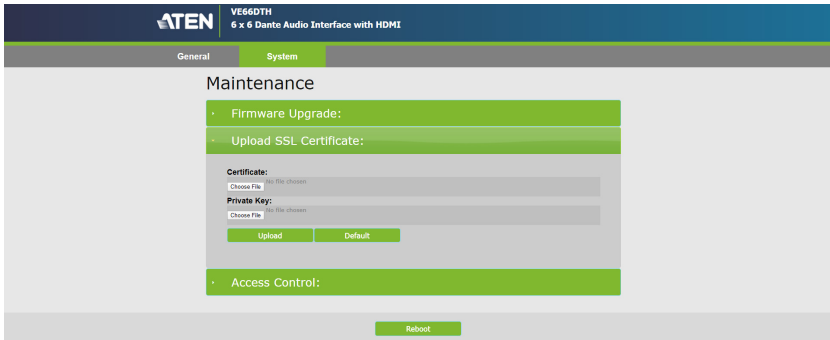 ATEN
VE66DTH
6 x 6 Dante Audio Interface with HDMI
General System
Maintenance
Firmware Upgrade:
Upload SSL Certificate:
Certificate:
Choose File No file chosen
Private Key:
Choose File No file chosen
Upload Default
Access Control:
Reboot